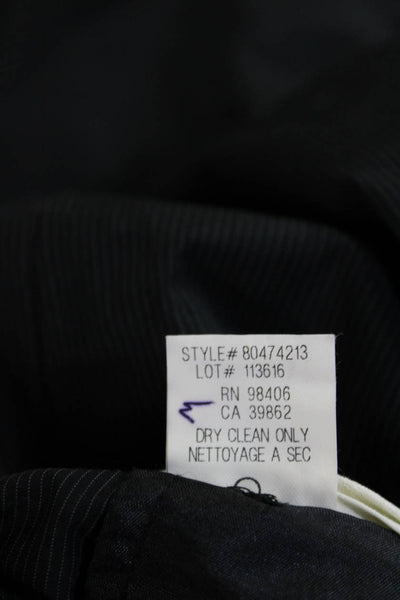 STYLE# 80474213
LOT# 113616
RN 98406
CA 39862
DRY CLEAN ONLY
NETTOYAGE A SEC